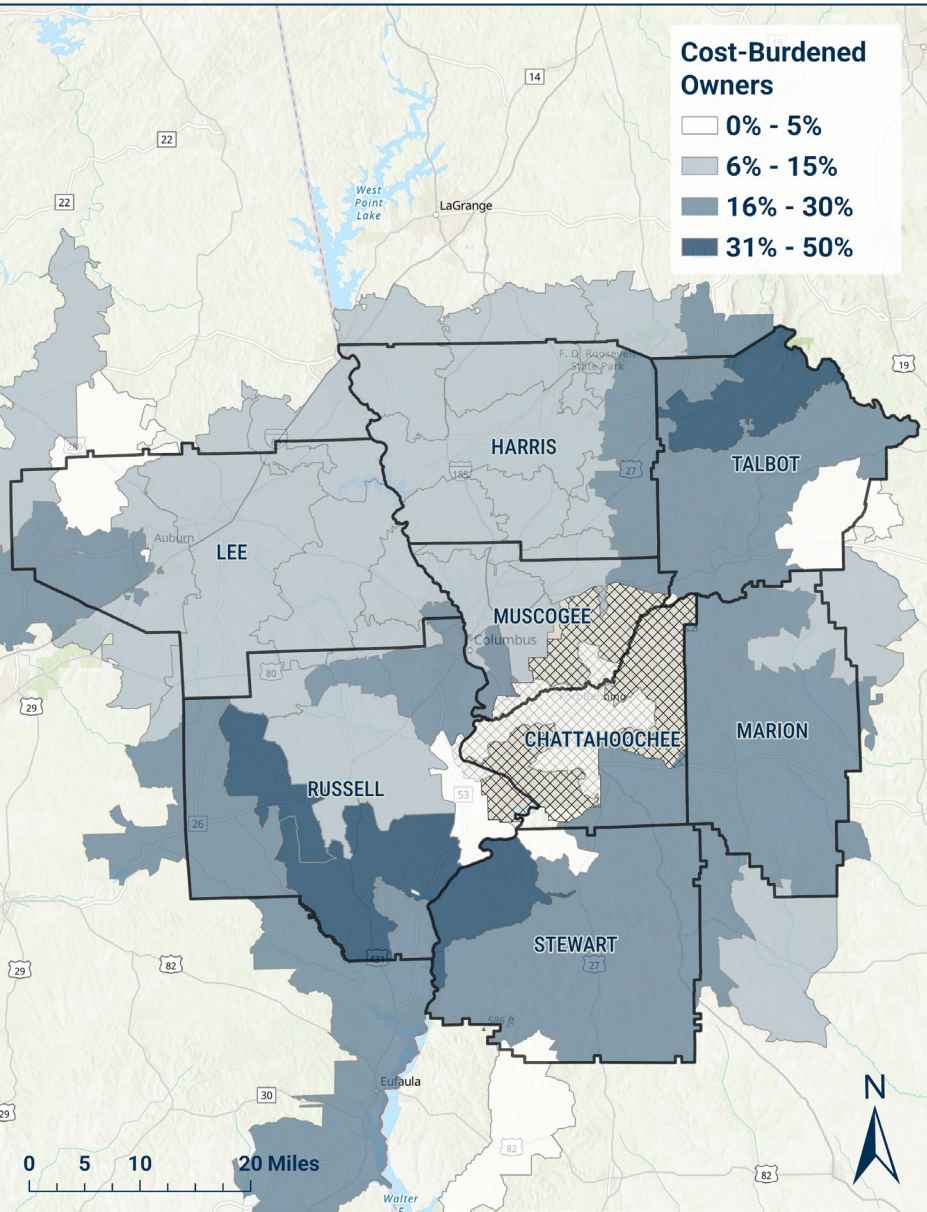 Cost-Burdened
Owners
0% - 5%
6% - 15%
16% - 30%
31% - 50%
14
22
22
West
Point
Lake
LaGrange
F. D. Roosevelt
State Park
19
280
HARRIS
185
27
TALBOT
Auburn
LEE
MUSCOGEE
Columbus
80
29
CHATTAHOOCHEE
MARION
RUSSELL
53
26
STEWART
27
431
29
82
586 ft
Eufaula
30
29
82
82
N
0 5 10 20 Miles
Walter